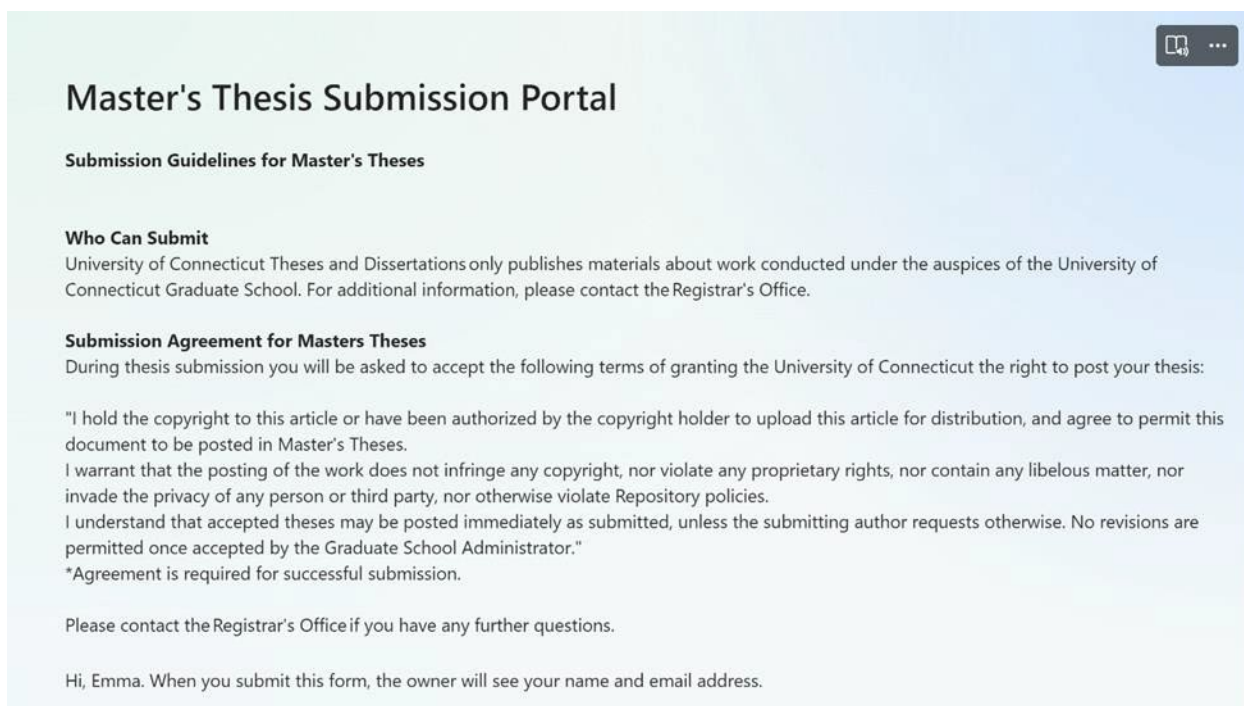 Master's Thesis Submission Portal
Submission Guidelines for Master's Theses
Who Can Submit
University of Connecticut Theses and Dissertations only publishes materials about work conducted under the auspices of the University of
Connecticut Graduate School. For additional information, please contact the Registrar's Office.
Submission Agreement for Masters Theses
During thesis submission you will be asked to accept the following terms of granting the University of Connecticut the right to post your thesis:
"I hold the copyright to this article or have been authorized by the copyright holder to upload this article for distribution, and agree to permit this
document to be posted in Master's Theses.
I warrant that the posting of the work does not infringe any copyright, nor violate any proprietary rights, nor contain any libelous matter, nor
invade the privacy of any person or third party, nor otherwise violate Repository policies.
I understand that accepted theses may be posted immediately as submitted, unless the submitting author requests otherwise. No revisions are
permitted once accepted by the Graduate School Administrator."
*Agreement is required for successful submission.
Please contact the Registrar's Office if you have any further questions.
Hi, Emma. When you submit this form, the owner will see your name and email address.